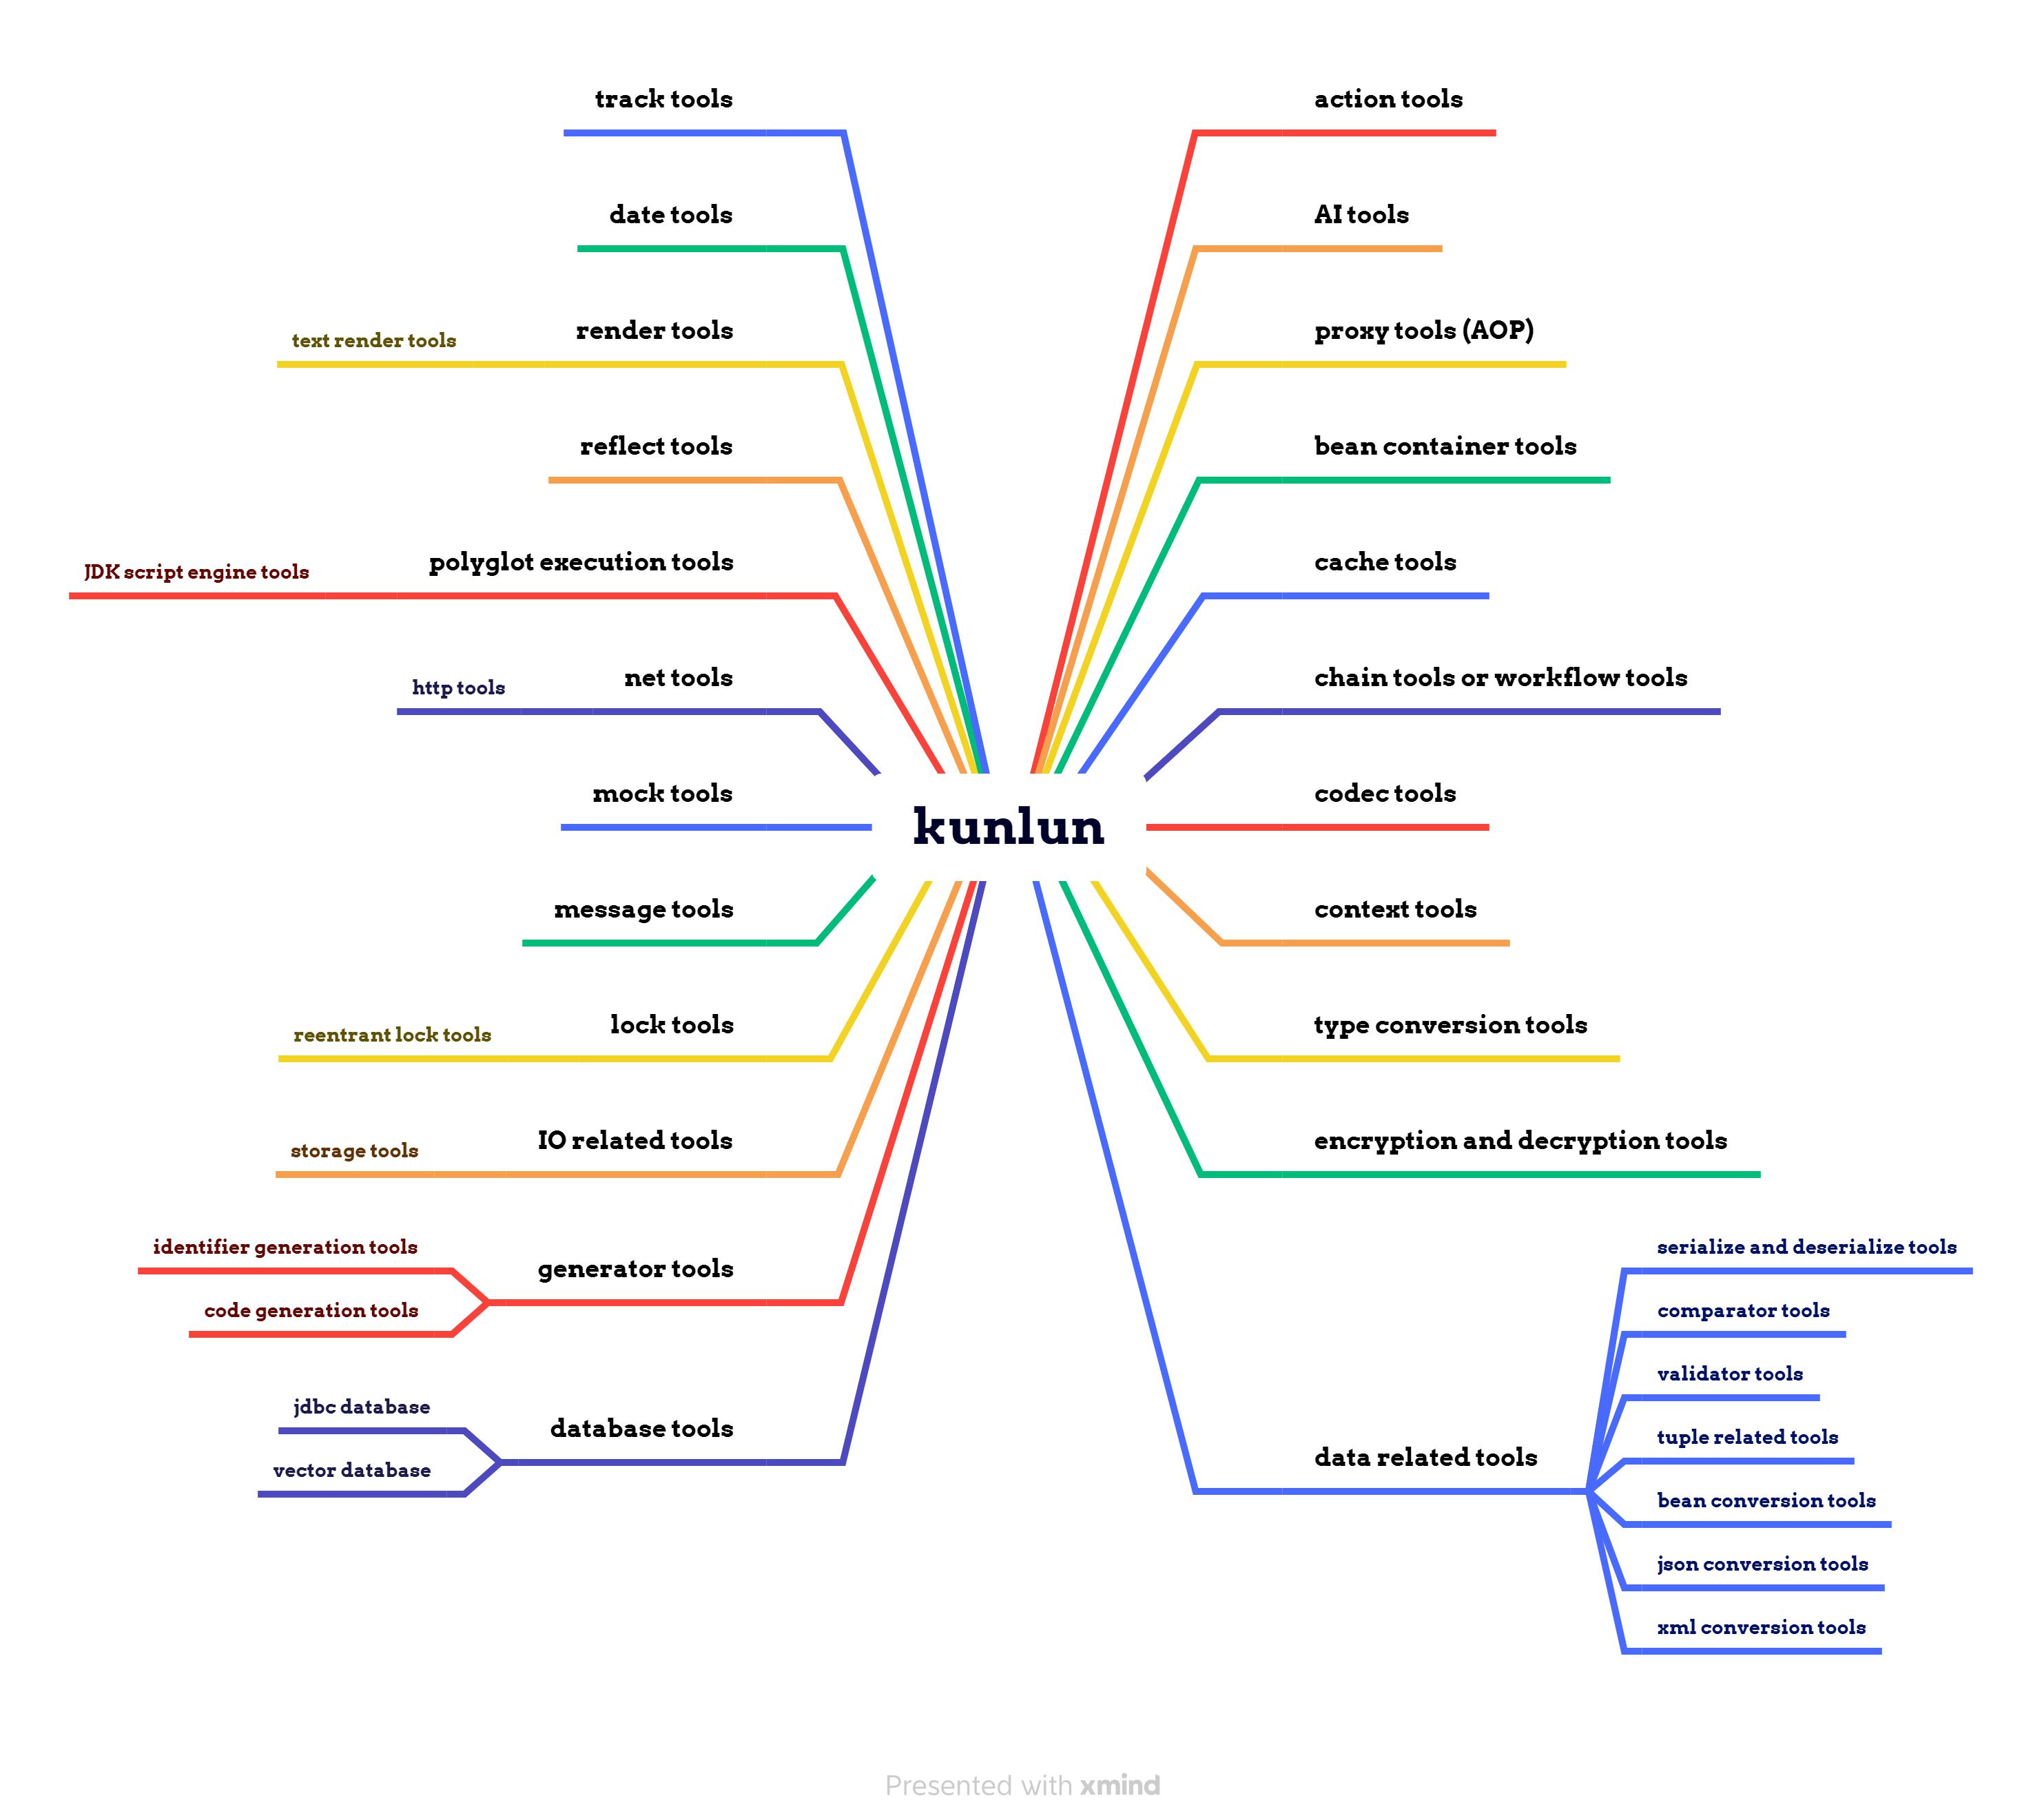 kunlun
action tools
AI tools
proxy tools (AOP)
bean container tools
cache tools
chain tools or workflow tools
codec tools
context tools
type conversion tools
encryption and decryption tools
data related tools
serialize and deserialize tools
comparator tools
validator tools
tuple related tools
bean conversion tools
json conversion tools
xml conversion tools
track tools
date tools
render tools
text render tools
reflect tools
polyglot execution tools
JDK script engine tools
net tools
http tools
mock tools
message tools
lock tools
reentrant lock tools
IO related tools
storage tools
generator tools
identifier generation tools
code generation tools
database tools
jdbc database
vector database
Presented with xmind